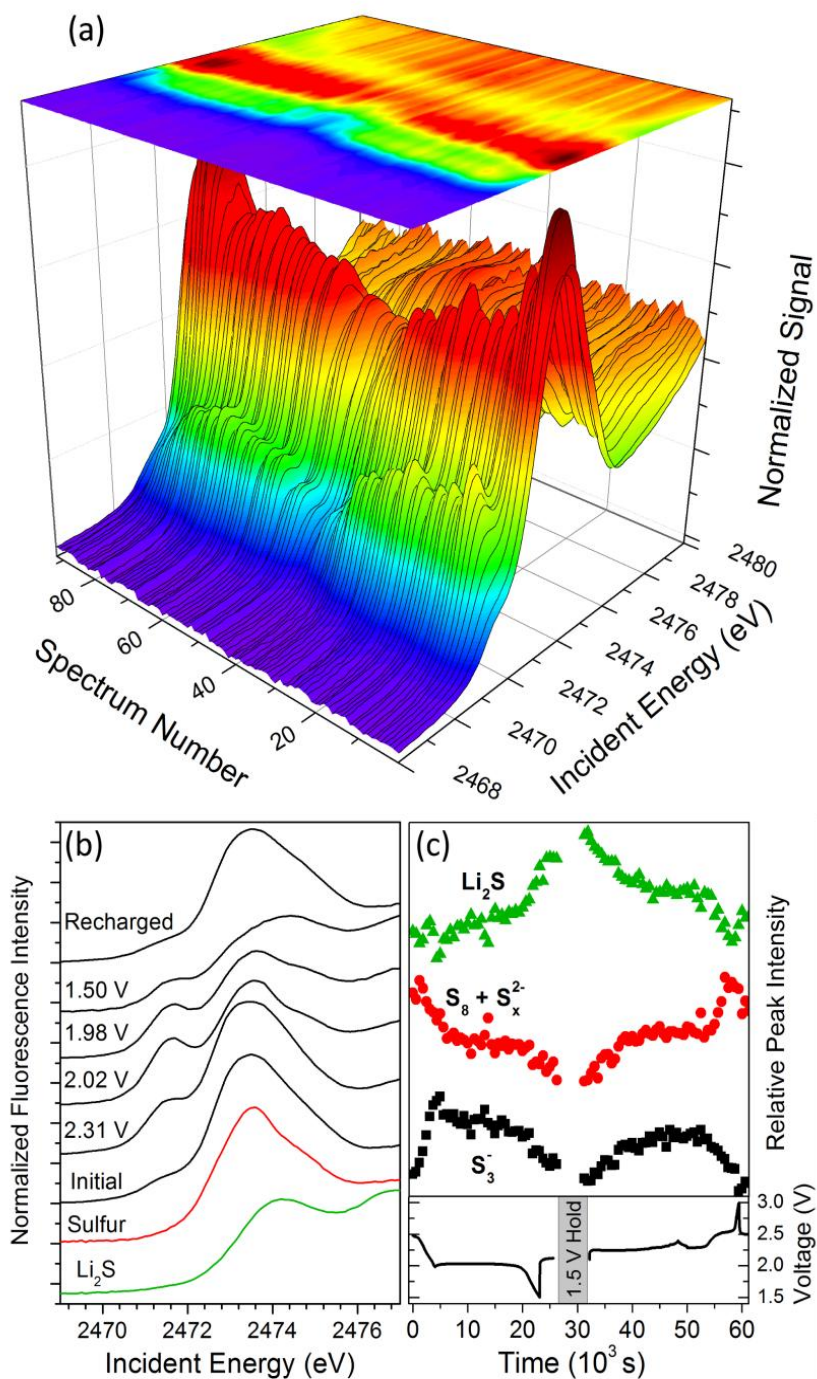 (a)
Normalized Signal
80
60
40
20
Spectrum Number
2468
2470
2472
2474
2476
2478
2480
Incident Energy (eV)
(b)
Normalized Fluorescence Intensity
Recharged
1.50 V
1.98 V
2.02 V
2.31 V
Initial
Sulfur
Li₂S
2470 2472 2474 2476
Incident Energy (eV)
(c)
Li₂S
S₈ + Sₓ²⁻
S₃⁻
Relative Peak Intensity
1.5 V Hold
3.0
2.5
2.0
1.5
Voltage (V)
0 10 20 30 40 50 60
Time (10³ s)